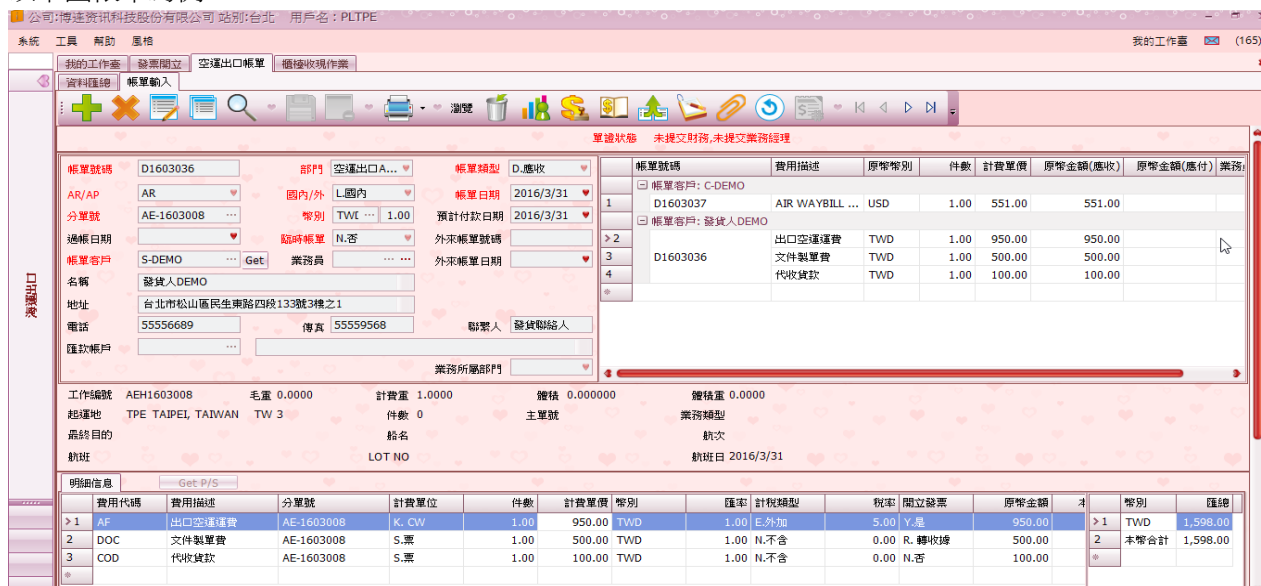 公司:博連资讯科技股份有限公司 站別:台北 用戶名：PLTPE
系統 工具 幫助 風格 我的工作臺 (165)
我的工作臺 發票開立 空運出口帳單 櫃檯收現作業
資料匯總 帳單輸入
瀏覽
單證狀態 未提交財務,未提交業務經理
海運出口
帳單號碼 D1603036 部門 空運出口A... 帳單類型 D.應收
AR/AP AR 國內/外 L.國內 帳單日期 2016/3/31
分單號 AE-1603008 ... 幣別 TWI ... 1.00 預計付款日期 2016/3/31
過帳日期 臨時帳單 N.否 外來帳單號碼
帳單客戶 S-DEMO ... Get 業務員 ... ... 外來帳單日期
名稱 發貨人DEMO
地址 台北市松山區民生東路四段133號3樓之1
電話 55556689 傳真 55559568 聯繫人 發貨聯絡人
匯款帳戶 ...
業務所屬部門
帳單號碼 費用描述 原幣幣別 件數 計費單價 原幣金額(應收) 原幣金額(應付)
帳單客戶: C-DEMO
1 D1603037 AIR WAYBILL ... USD 1.00 551.00 551.00
帳單客戶: 發貨人DEMO
>2 出口空運運費 TWD 1.00 950.00 950.00
3 D1603036 文件製單費 TWD 1.00 500.00 500.00
4 代收貨款 TWD 1.00 100.00 100.00
工作編號 AEH1603008 毛重 0.0000 計費重 1.0000 體積 0.000000 體積重 0.0000
起運地 TPE TAIPEI, TAIWAN TW 3 件數 0 主單號 業務類型
最終目的 船名 航次
航班 LOT NO 航班日 2016/3/31
明細信息 Get P/S
費用代碼 費用描述 分單號 計費單位 件數 計費單價 幣別 匯率 計稅類型 稅率 開立發票 原幣金額 幣別 匯總
>1 AF 出口空運運費 AE-1603008 K. CW 1.00 950.00 TWD 1.00 E.外加 5.00 Y.是 950.00 >1 TWD 1,598.00
2 DOC 文件製單費 AE-1603008 S.票 1.00 500.00 TWD 1.00 N.不含 0.00 R. 轉收據 500.00 2 本幣合計 1,598.00
3 COD 代收貨款 AE-1603008 S.票 1.00 100.00 TWD 1.00 N.不含 0.00 N.否 100.00